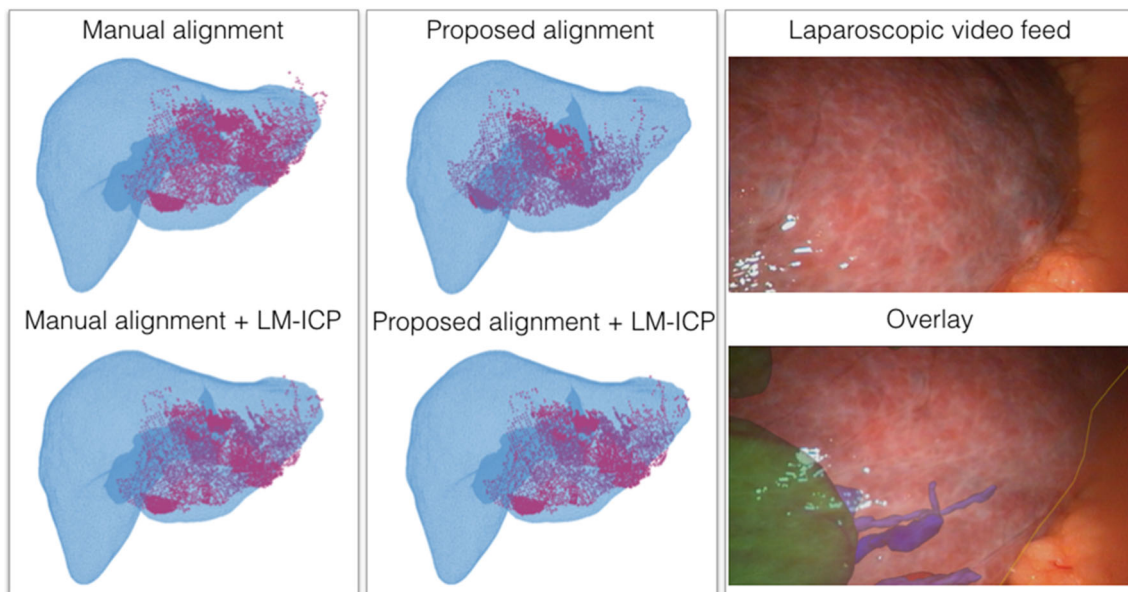 Manual alignment
Proposed alignment
Laparoscopic video feed
Manual alignment + LM-ICP
Proposed alignment + LM-ICP
Overlay